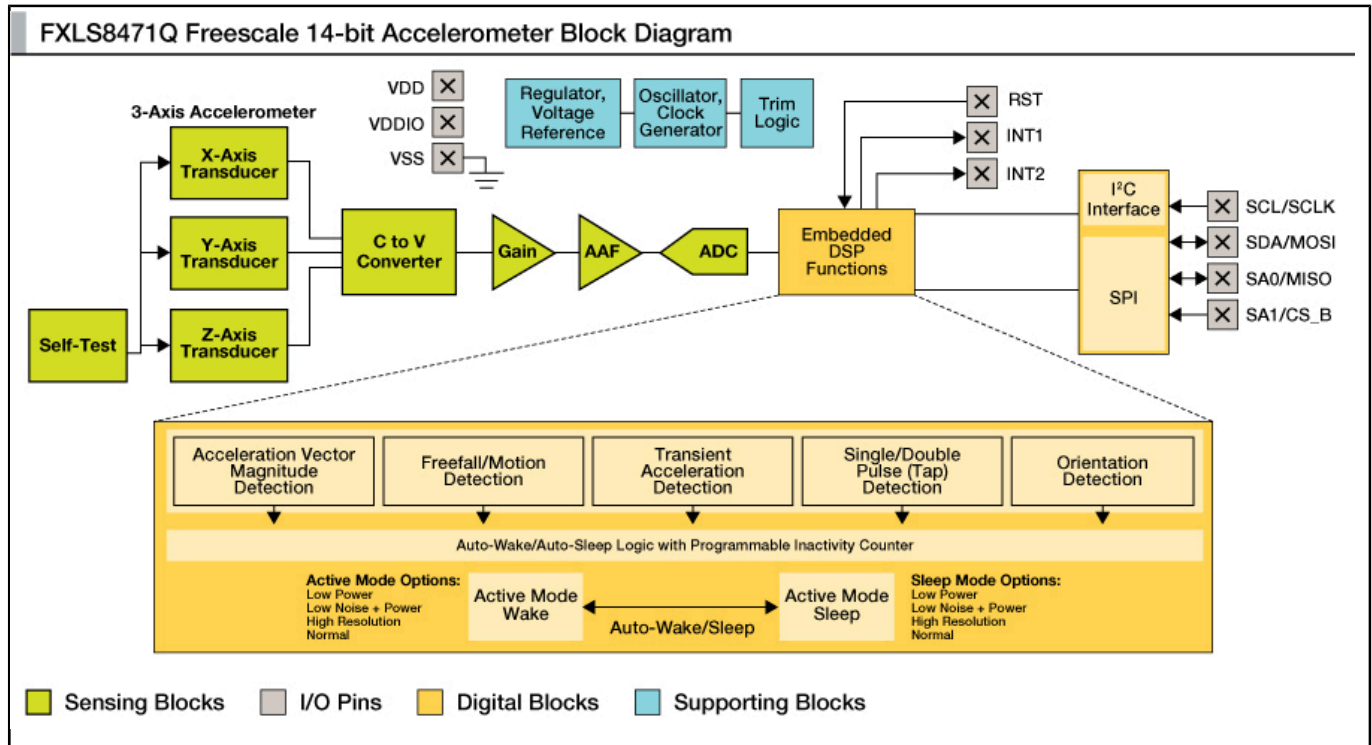 FXLS8471Q Freescale 14-bit Accelerometer Block Diagram
3-Axis Accelerometer
Self-Test
X-Axis
Transducer
Y-Axis
Transducer
Z-Axis
Transducer
VDD
VDDIO
VSS
C to V
Converter
Gain
AAF
ADC
Regulator,
Voltage
Reference
Oscillator,
Clock
Generator
Trim
Logic
Embedded
DSP
Functions
RST
INT1
INT2
I²C
Interface
SPI
SCL/SCLK
SDA/MOSI
SA0/MISO
SA1/CS_B
Acceleration Vector
Magnitude
Detection
Freefall/Motion
Detection
Transient
Acceleration
Detection
Single/Double
Pulse (Tap)
Detection
Orientation
Detection
Auto-Wake/Auto-Sleep Logic with Programmable Inactivity Counter
Active Mode Options:
Low Power
Low Noise + Power
High Resolution
Normal
Active Mode
Wake
Auto-Wake/Sleep
Active Mode
Sleep
Sleep Mode Options:
Low Power
Low Noise + Power
High Resolution
Normal
Sensing Blocks
I/O Pins
Digital Blocks
Supporting Blocks